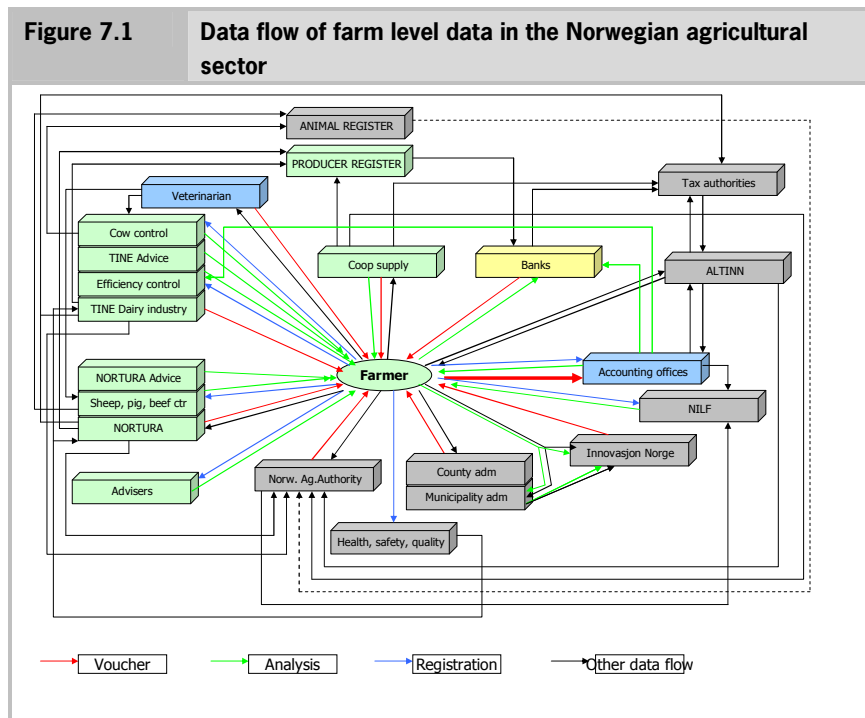 Figure 7.1
Data flow of farm level data in the Norwegian agricultural
sector
ANIMAL REGISTER
PRODUCER REGISTER
Tax authorities
Veterinarian
Cow control
TINE Advice
Efficiency control
TINE Dairy industry
Coop supply
Banks
ALTINN
NORTURA Advice
Sheep, pig, beef ctr
NORTURA
Farmer
Accounting offices
NILF
Innovasjon Norge
Advisers
Norw. Ag.Authority
County adm
Municipality adm
Health, safety, quality
Voucher
Analysis
Registration
Other data flow